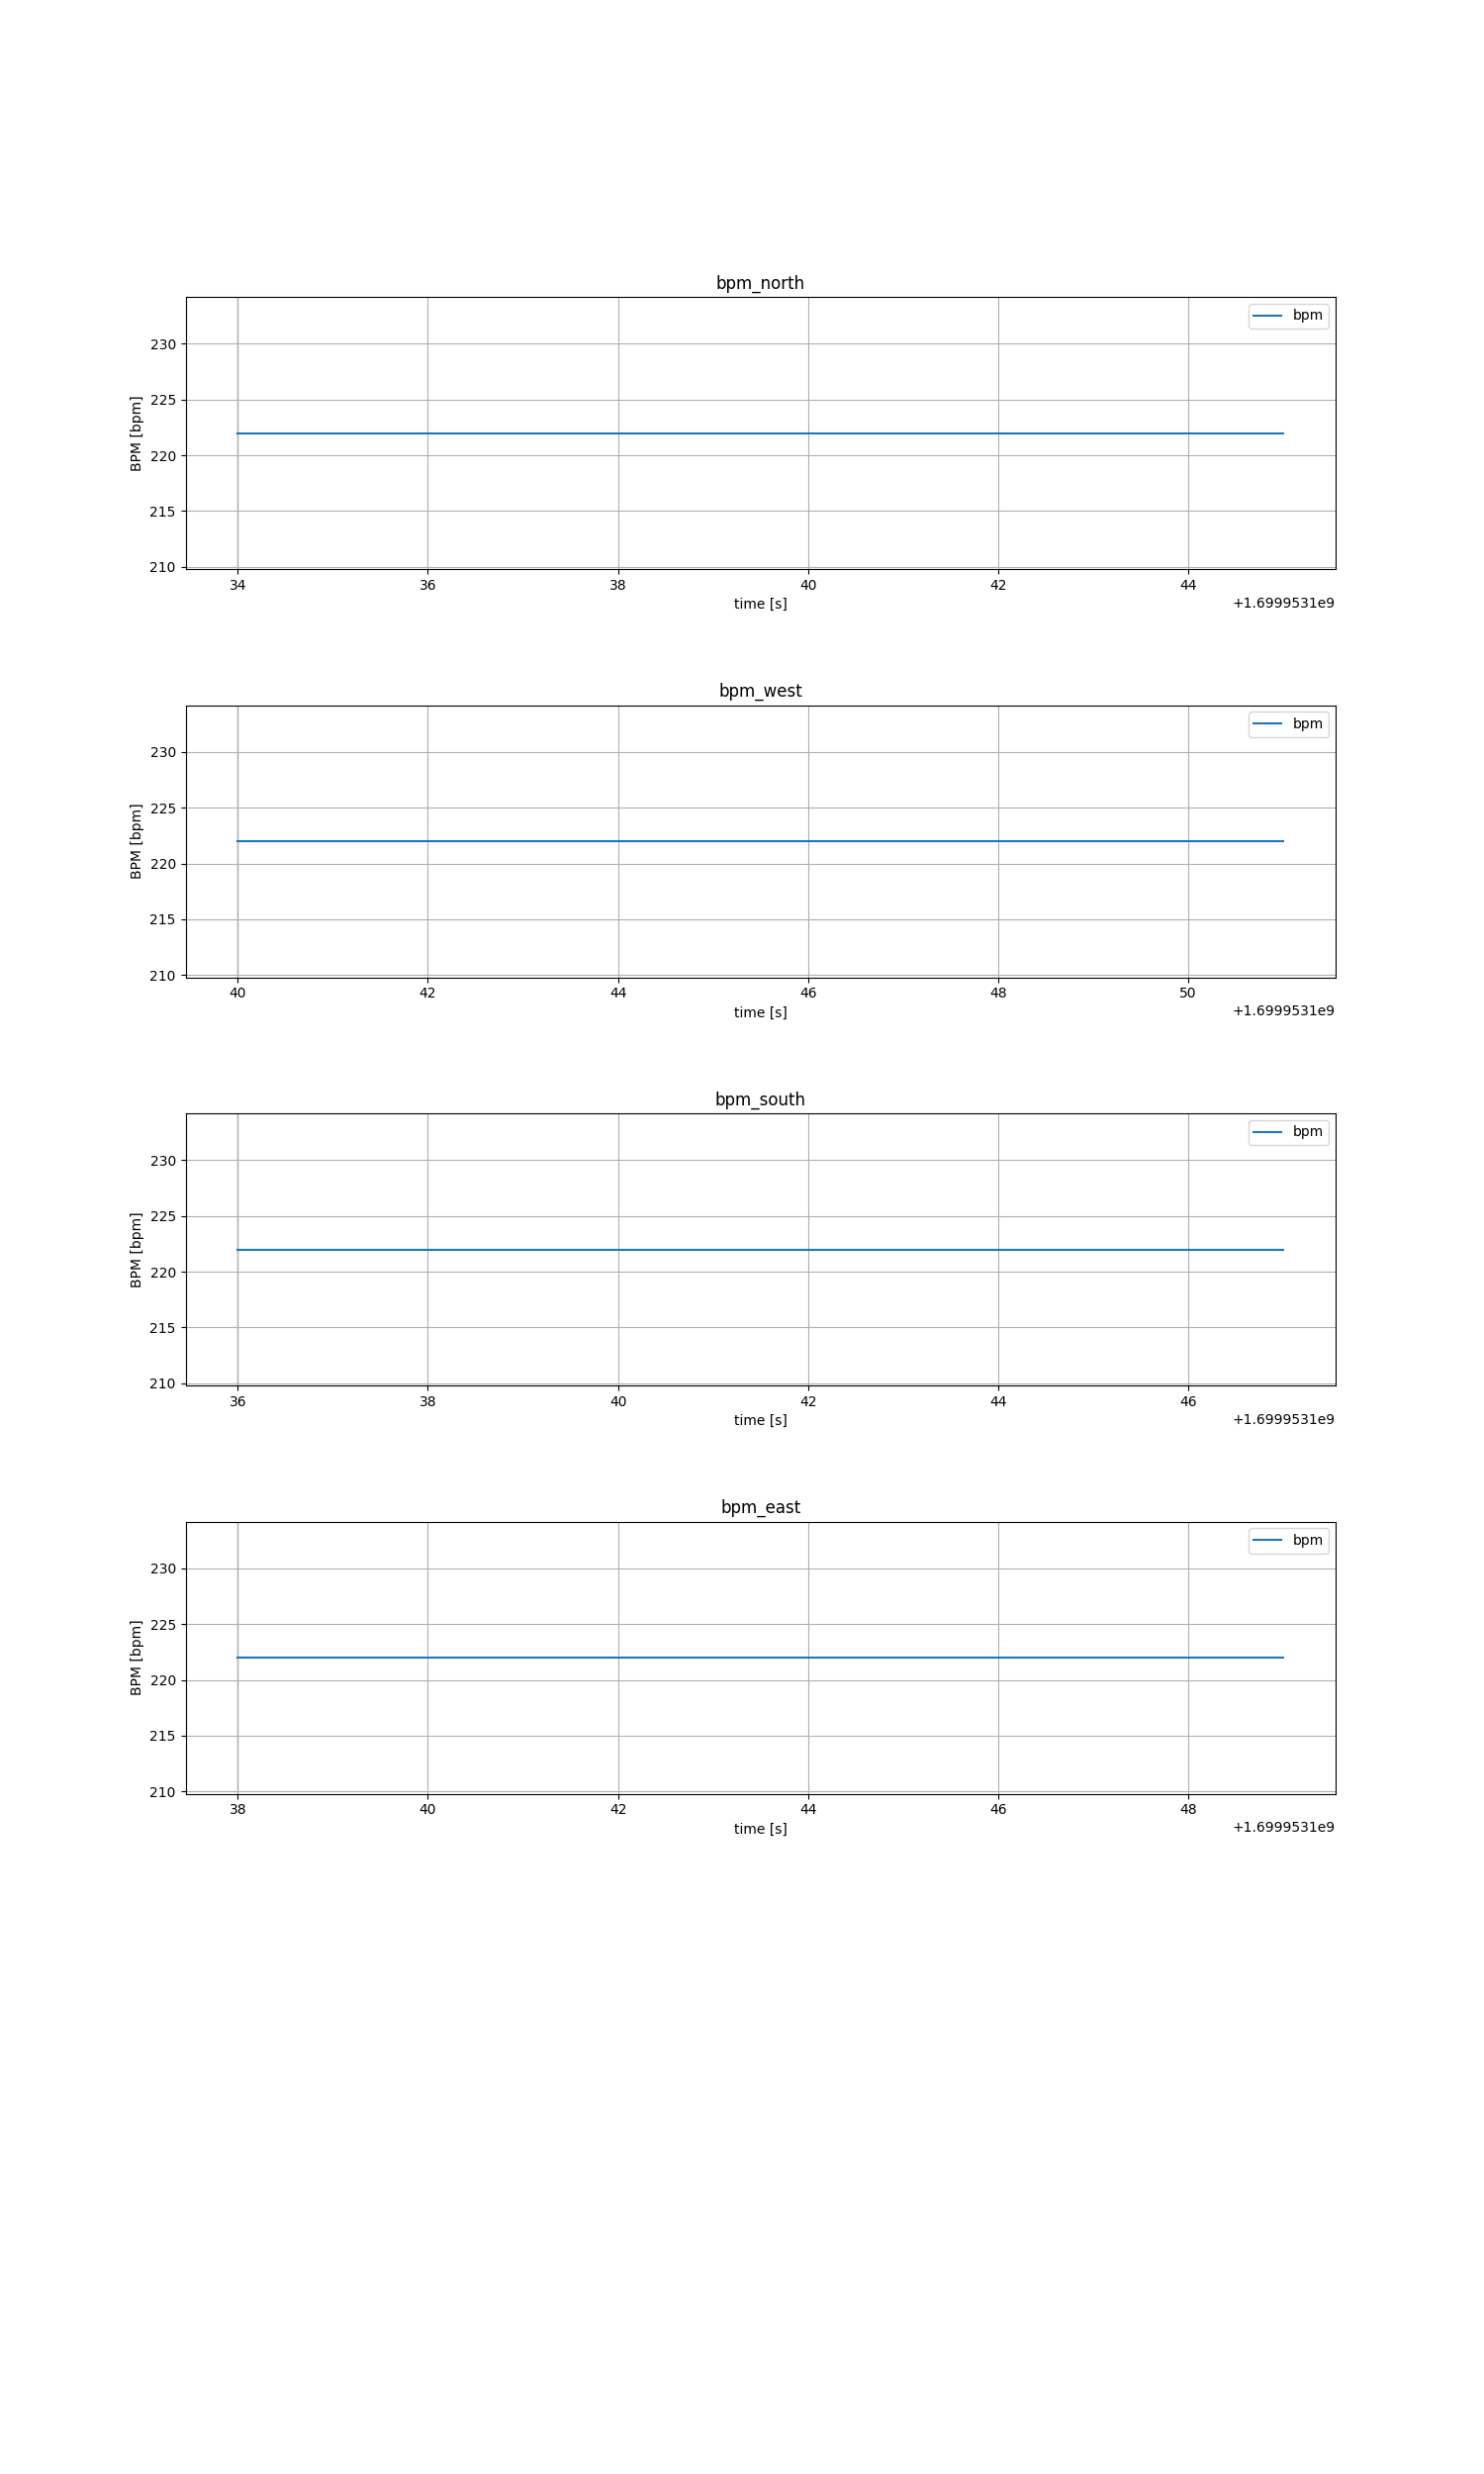 bpm_north
bpm
230
225
220
215
210
BPM [bpm]
34 36 38 40 42 44
time [s]
+1.6999531e9
bpm_west
bpm
230
225
220
215
210
BPM [bpm]
40 42 44 46 48 50
time [s]
+1.6999531e9
bpm_south
bpm
230
225
220
215
210
BPM [bpm]
36 38 40 42 44 46
time [s]
+1.6999531e9
bpm_east
bpm
230
225
220
215
210
BPM [bpm]
38 40 42 44 46 48
time [s]
+1.6999531e9